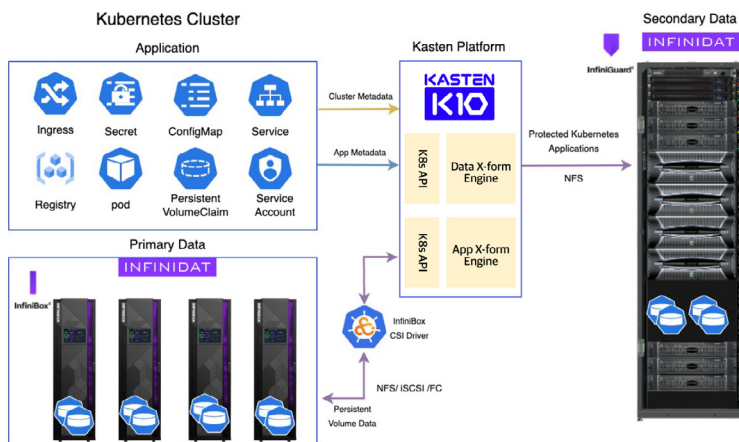 Kubernetes Cluster
Application
Ingress
Secret
ConfigMap
Service
Registry
pod
Persistent
VolumeClaim
Service
Account
Cluster Metadata
App Metadata
Kasten Platform
KASTEN
K10
K8s API
Data X-form
Engine
K8s API
App X-form
Engine
Protected Kubernetes
Applications
NFS
Secondary Data
INFINIDAT
InfiniGuard®
Primary Data
INFINIDAT
InfiniBox®
InfiniBox
CSI Driver
NFS/ iSCSI /FC
Persistent
Volume Data